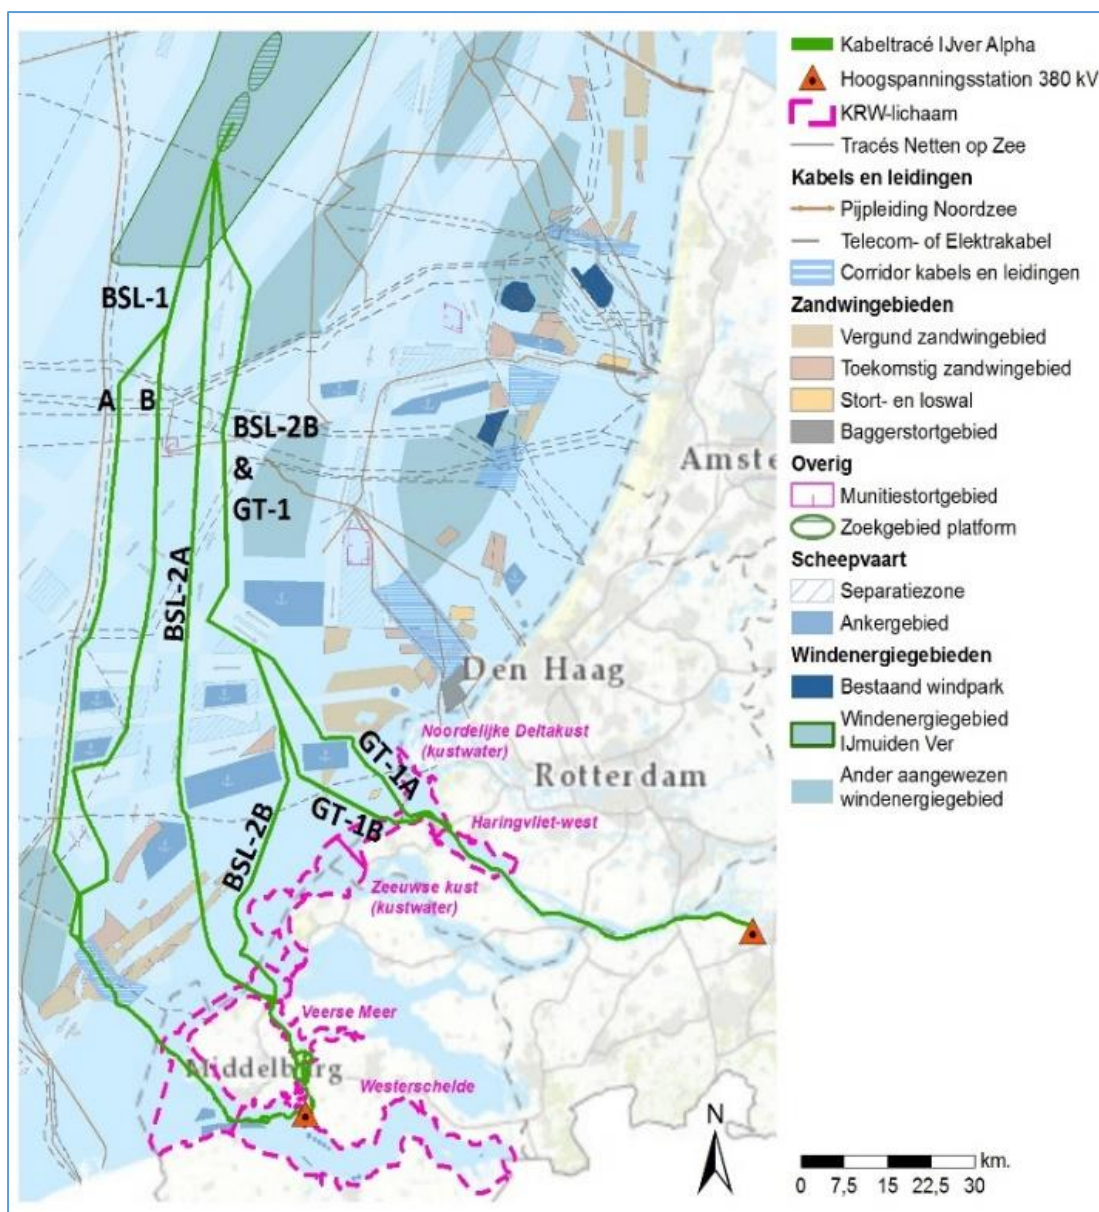 BSL-1
A
B
BSL-2B
&
GT-1
BSL-2A
Amste
Den Haag
Noordelijke Deltakust
(kustwater)
GT-1A
Rotterdam
GT-1B
BSL-2B
Haringvliet-west
Zeeuwse kust
(kustwater)
Veerse Meer
Middelburg
Westerschelde
N
Kabeltracé IJver Alpha
Hoogspanningsstation 380 kV
KRW-lichaam
Tracés Netten op Zee
Kabels en leidingen
Pijpleiding Noordzee
Telecom- of Elektrakabel
Corridor kabels en leidingen
Zandwingebieden
Vergund zandwingebied
Toekomstig zandwingebied
Stort- en loswal
Baggerstortgebied
Overig
Munitiestortgebied
Zoekgebied platform
Scheepvaart
Separatiezone
Ankergebied
Windenergiegebieden
Bestaand windpark
Windenergiegebied
IJmuiden Ver
Ander aangewezen
windenergiegebied
km.
0 7,5 15 22,5 30